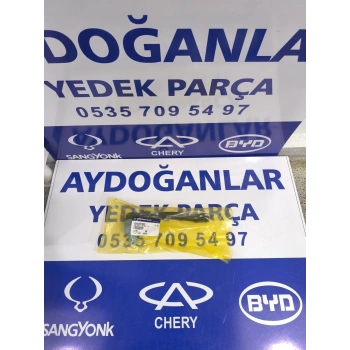 DOĞANLA
YEDEK PARÇA
0535 709 54 97
SANGYONK
CHERY
BYD
AYDOĞANLAR
YEDEK PARÇA
0535 709 54 97
SANGYONK
CHERY
BYD